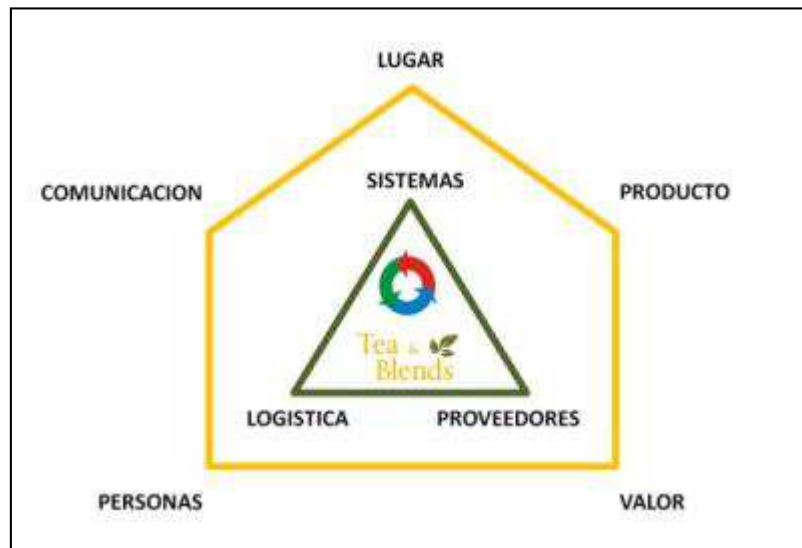 LUGAR
COMUNICACION
PRODUCTO
SISTEMAS
Tea &
Blends
LOGISTICA
PROVEEDORES
PERSONAS
VALOR